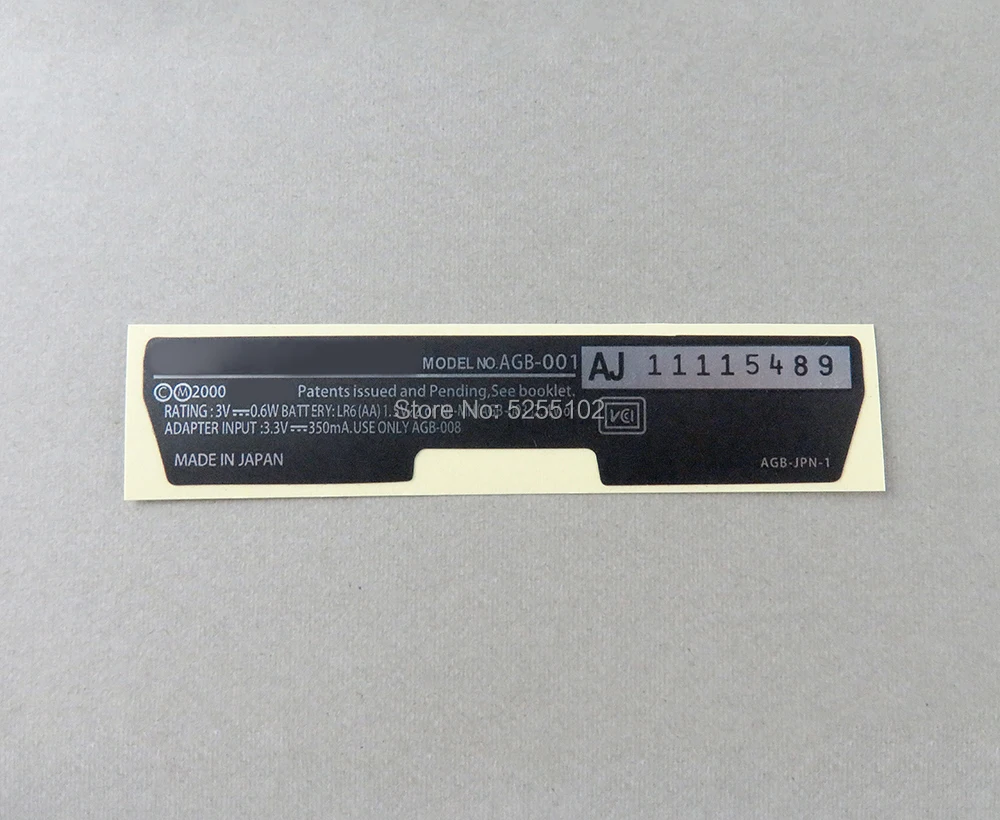 MODEL NO.AGB-001 AJ 11115489
©Ⓜ2000 Patents issued and Pending,See booklet.
RATING : 3V⎓0.6W BATTERY: LR6 (AA) 1.
Store No: 5255102
VCI
ADAPTER INPUT :3.3V⎓350mA.USE ONLY AGB-008
MADE IN JAPAN
AGB-JPN-1